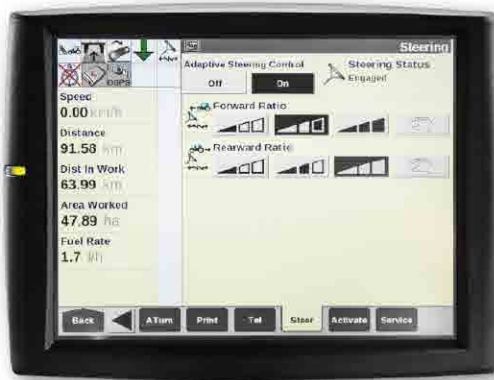 Steering
Adaptive Steering Control
Off
On
Steering Status
Engaged
DGPS
Speed
0.00 km/h
Distance
91.58 km
Dist In Work
63.99 km
Area Worked
47.89 ha
Fuel Rate
1.7 l/h
Forward Ratio
Rearward Ratio
Back
ATurn
Print
Tel
Steer
Activate
Service